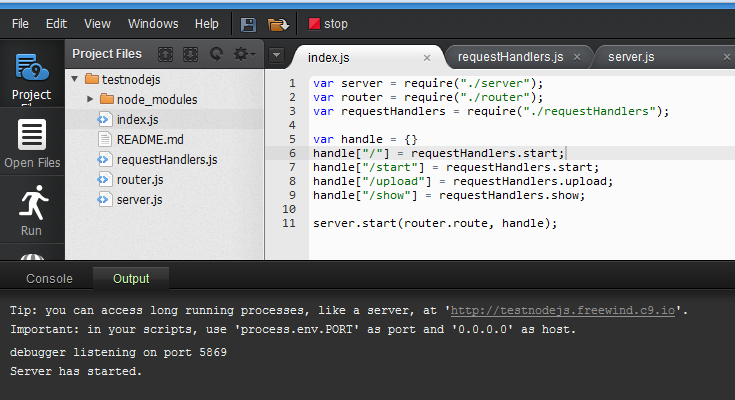 File Edit View Windows Help stop
Project Files
index.js
requestHandlers.js
server.js
testnodejs
node_modules
index.js
README.md
requestHandlers.js
router.js
server.js
Project
Open Files
Run
1 var server = require("./server");
2 var router = require("./router");
3 var requestHandlers = require("./requestHandlers");
4
5 var handle = {}
6 handle["/"] = requestHandlers.start;
7 handle["/start"] = requestHandlers.start;
8 handle["/upload"] = requestHandlers.upload;
9 handle["/show"] = requestHandlers.show;
10
11 server.start(router.route, handle);
Console Output
Tip: you can access long running processes, like a server, at 'http://testnodejs.freewind.c9.io'.
Important: in your scripts, use 'process.env.PORT' as port and '0.0.0.0' as host.
debugger listening on port 5869
Server has started.